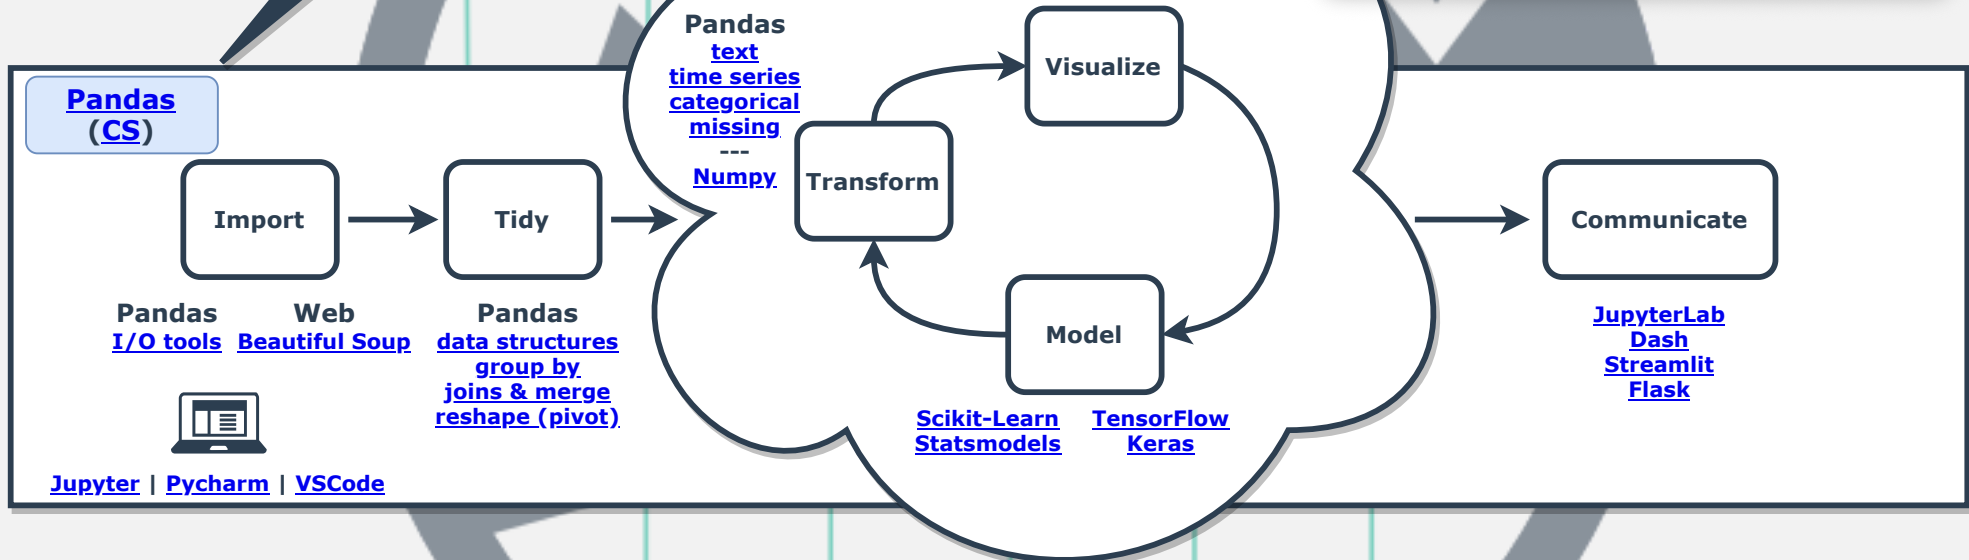 Pandas
(CS)
Import
Pandas
I/O tools
Web
Beautiful Soup
Jupyter | Pycharm | VSCode
Tidy
Pandas
data structures
group by
joins & merge
reshape (pivot)
Pandas
text
time series
categorical
missing
---
Numpy
Transform
Visualize
Model
Scikit-Learn
Statsmodels
TensorFlow
Keras
Communicate
JupyterLab
Dash
Streamlit
Flask